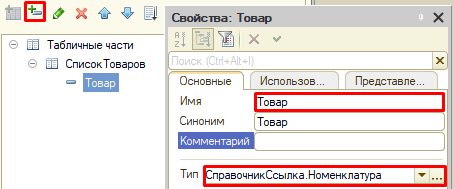 Табличные части
СписокТоваров
Товар
Свойства: Товар
Поиск (Ctrl+Alt+I)
Основные
Использов...
Представле...
Имя
Товар
Синоним
Товар
Комментарий
Тип
СправочникСсылка.Номенклатура
...